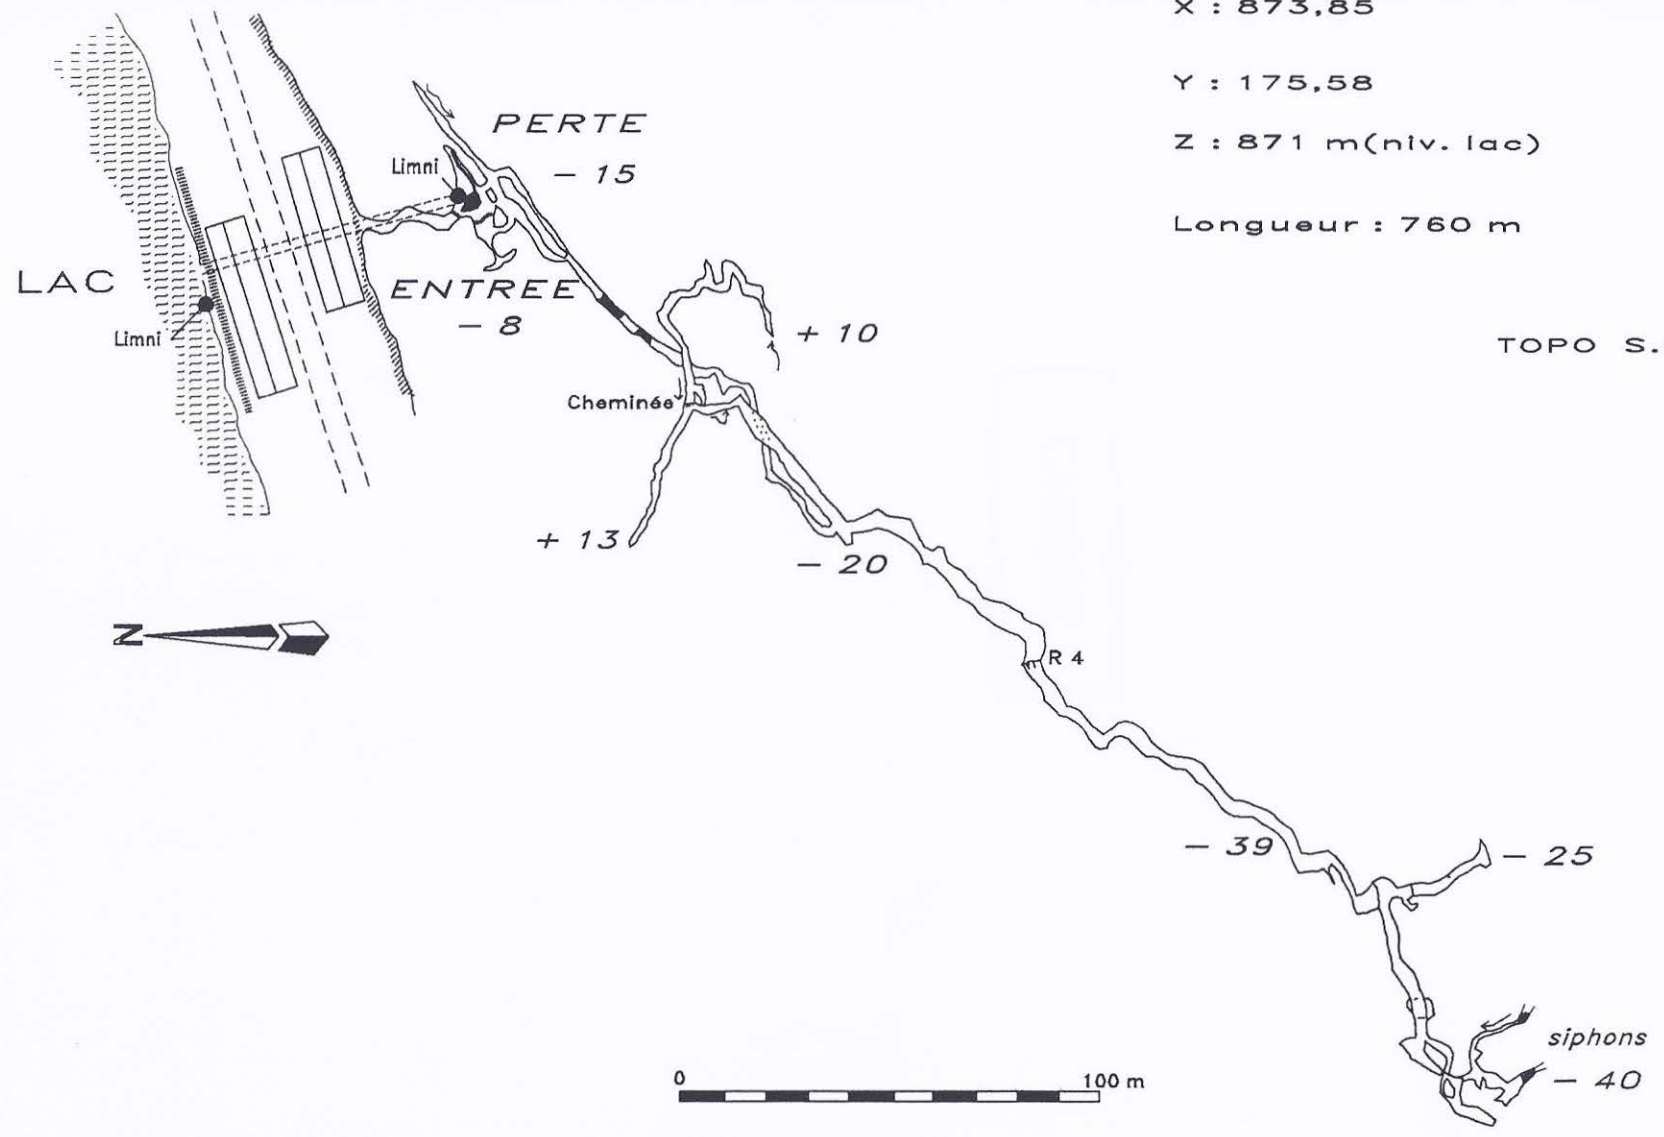 X : 873,85
Y : 175,58
Z : 871 m(niv. lac)
Longueur : 760 m
TOPO S.
PERTE
- 15
Limni
LAC
ENTREE
- 8
Limni
+ 10
Cheminée
+ 13
- 20
N
R 4
- 39
- 25
siphons
- 40
0
100 m